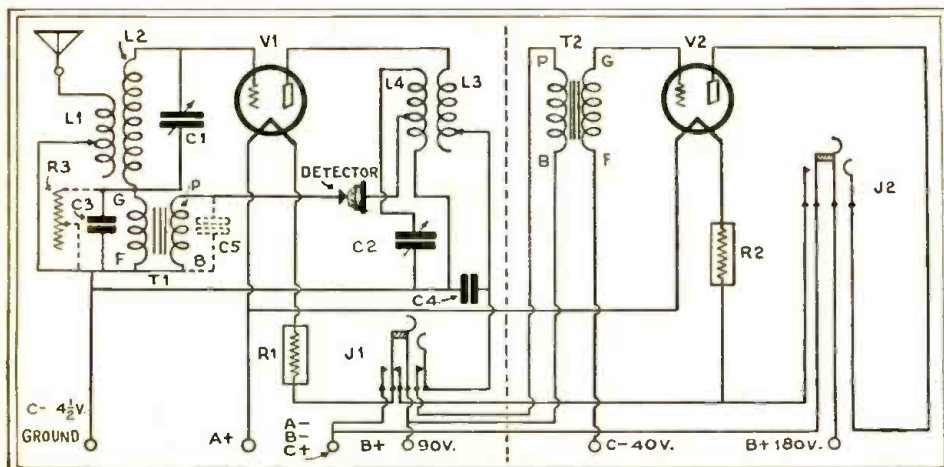 L2
V1
T2
V2
P
G
L1
L4
L3
C1
R3
DETECTOR
B
F
J2
C3
G
P
C5
C2
R2
F
B
T1
C4
R1
J1
C- 4½V.
GROUND
A+
A-
B-
C+
B+
90V.
C-40V.
B+180V.